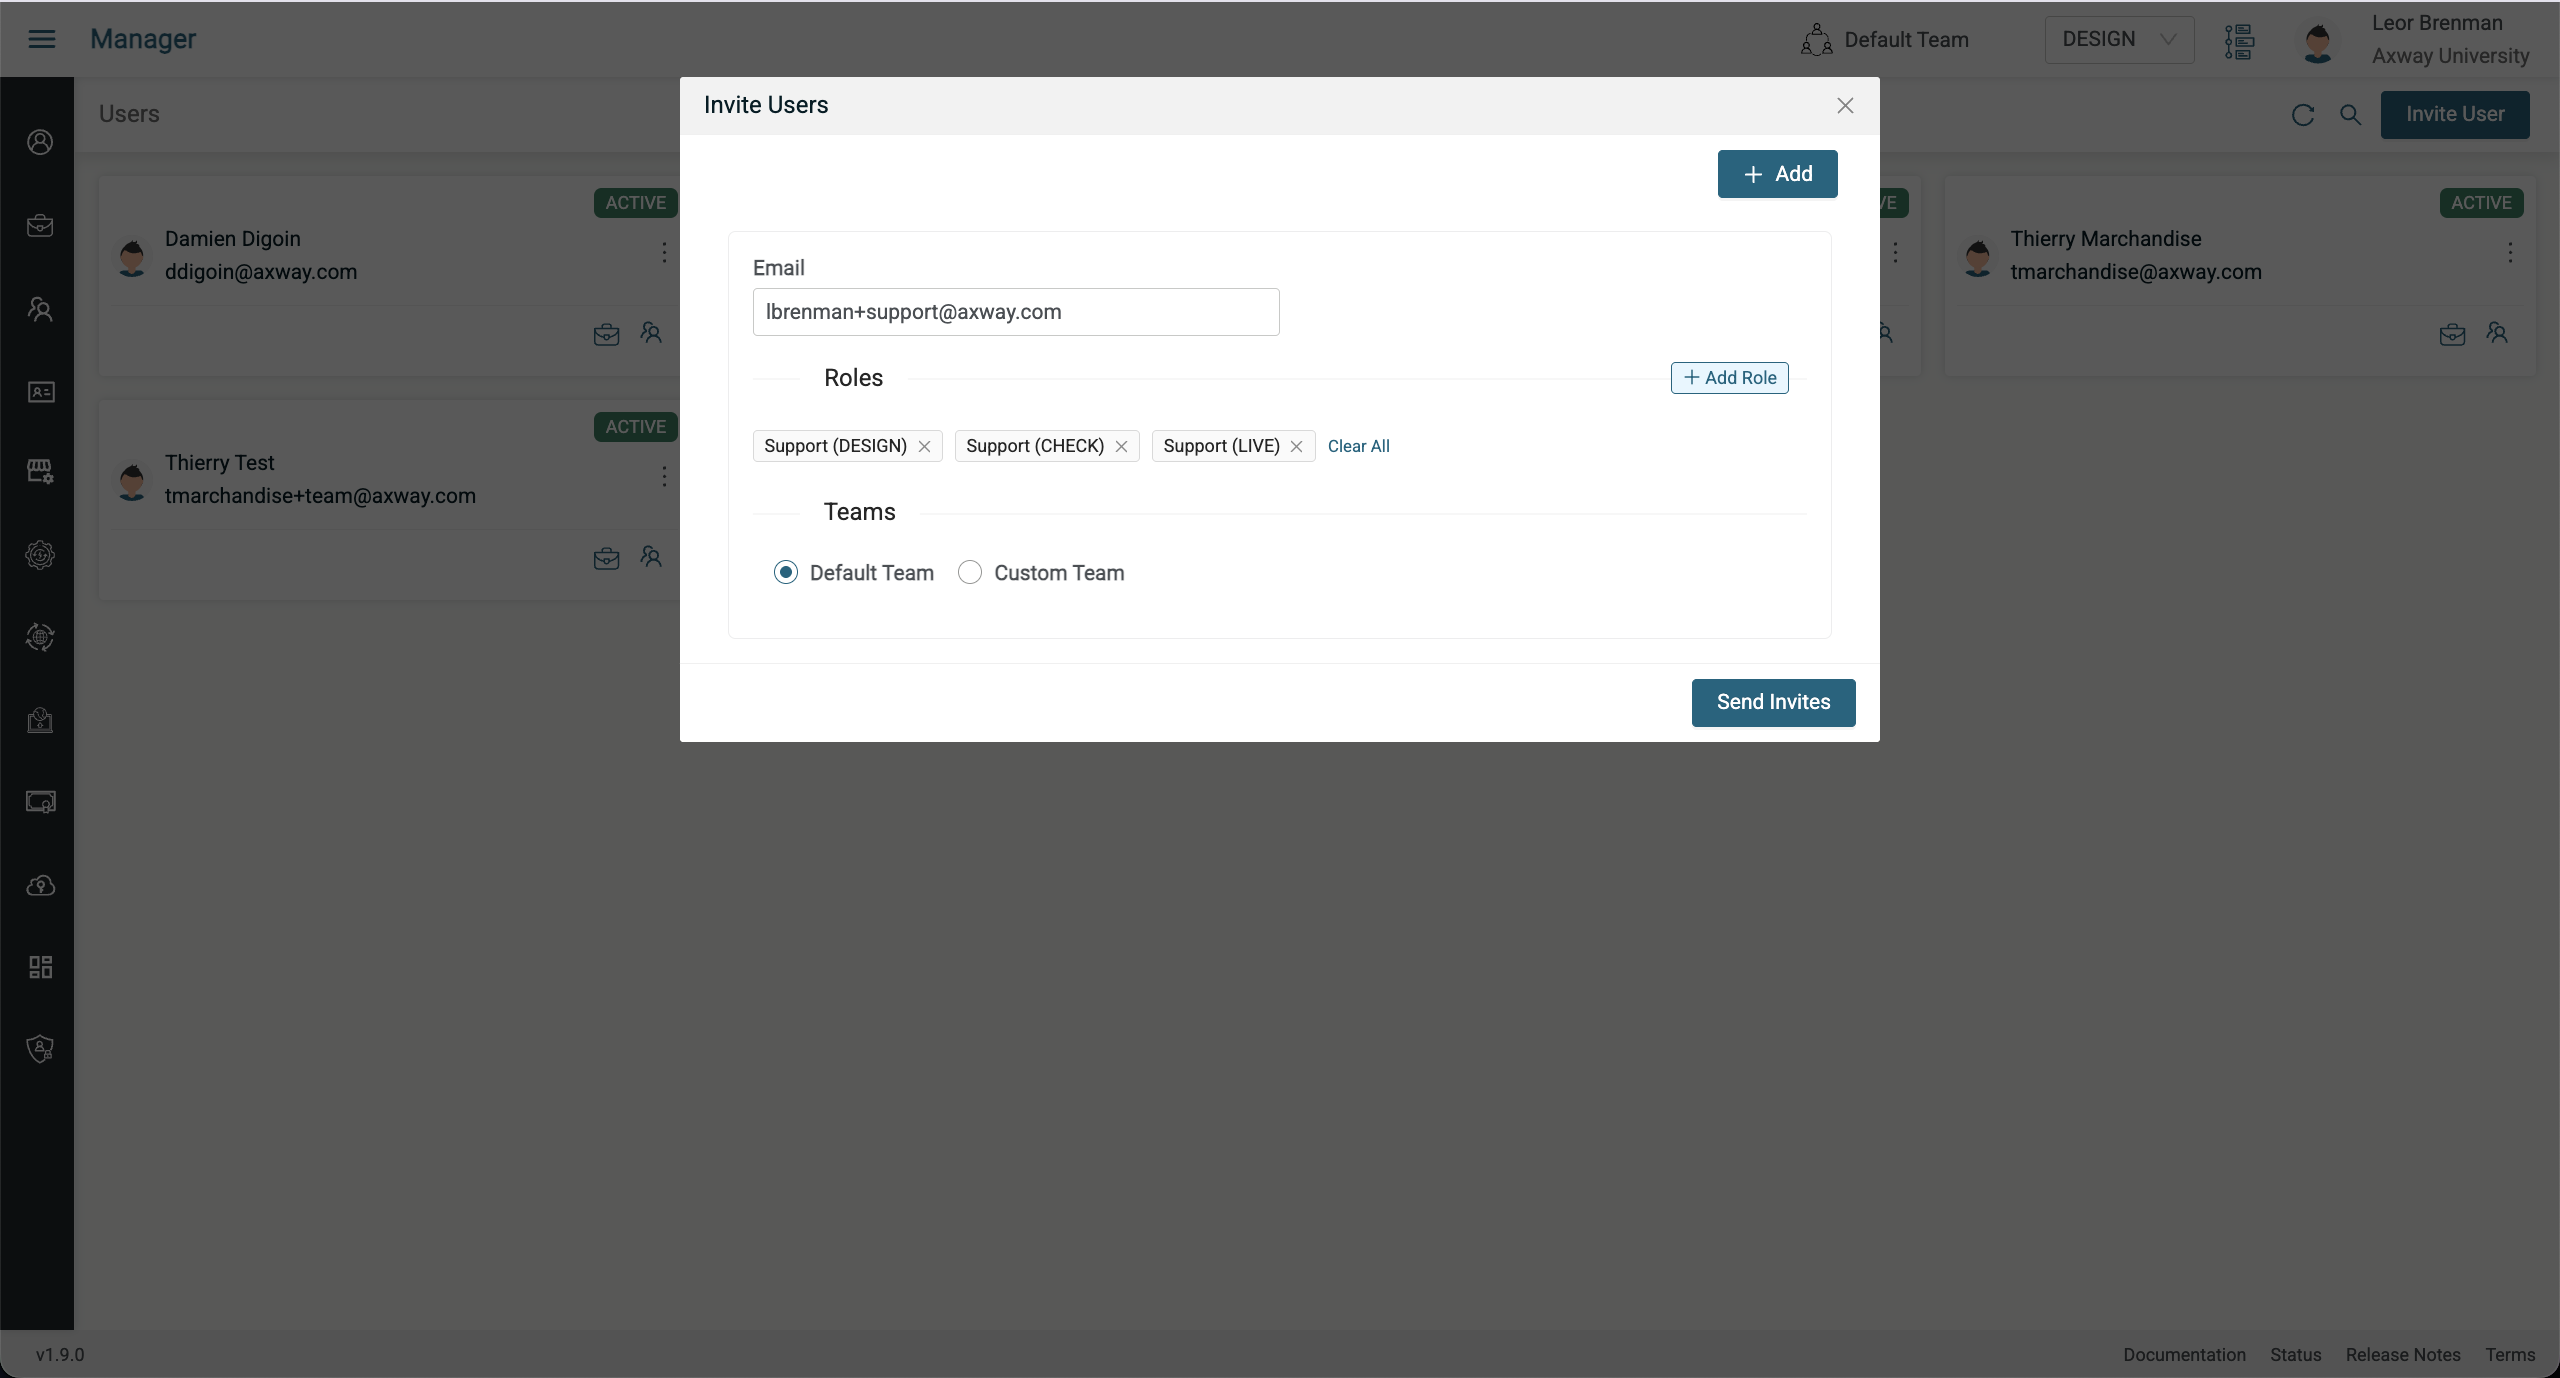 Manager
Default Team
DESIGN
Leor Brenman
Axway University
Users
Invite User
Invite Users
Add
ACTIVE
Damien Digoin
ddigoin@axway.com
VE
ACTIVE
Thierry Marchandise
tmarchandise@axway.com
ACTIVE
Thierry Test
tmarchandise+team@axway.com
Email
lbrenman+support@axway.com
Roles
+ Add Role
Support (DESIGN)
Support (CHECK)
Support (LIVE)
Clear All
Teams
Default Team
Custom Team
Send Invites
v1.9.0
Documentation
Status
Release Notes
Terms